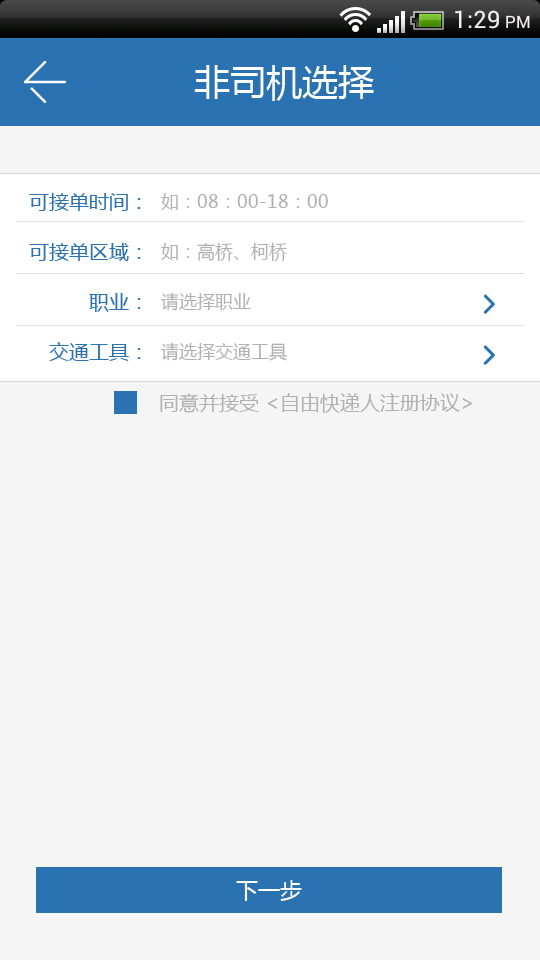 1:29 PM
非司机选择
可接单时间： 如：08：00-18：00
可接单区域： 如：高桥、柯桥
职业： 请选择职业
交通工具： 请选择交通工具
同意并接受 <自由快递人注册协议>
下一步